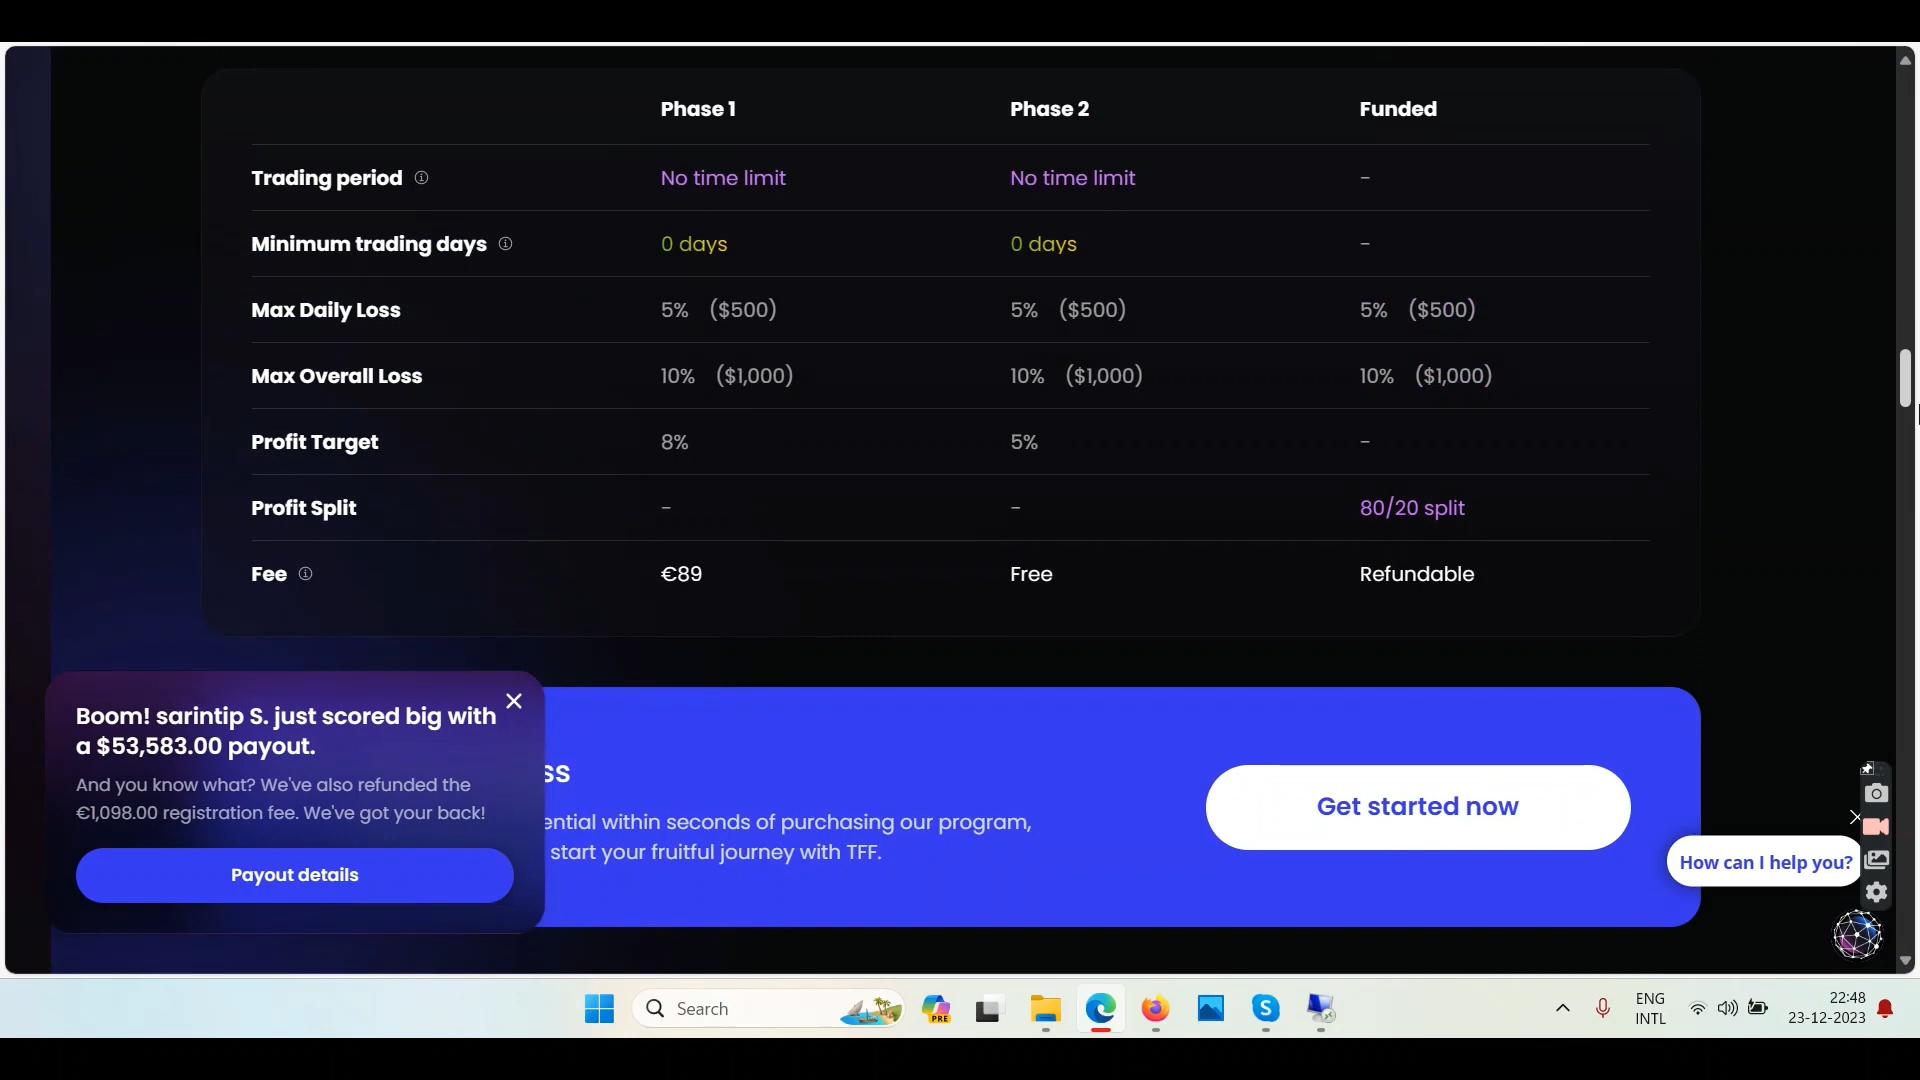 Phase 1 Phase 2 Funded
Trading period No time limit No time limit -
Minimum trading days 0 days 0 days -
Max Daily Loss 5% ($500) 5% ($500) 5% ($500)
Max Overall Loss 10% ($1,000) 10% ($1,000) 10% ($1,000)
Profit Target 8% 5% -
Profit Split - - 80/20 split
Fee €89 Free Refundable
Boom! sarintip S. just scored big with
a $53,583.00 payout.
And you know what? We've also refunded the
€1,098.00 registration fee. We've got your back!
Payout details
ss
ential within seconds of purchasing our program,
start your fruitful journey with TFF.
Get started now
How can I help you?
Search
PRE
S
ENG
INTL
22:48
23-12-2023